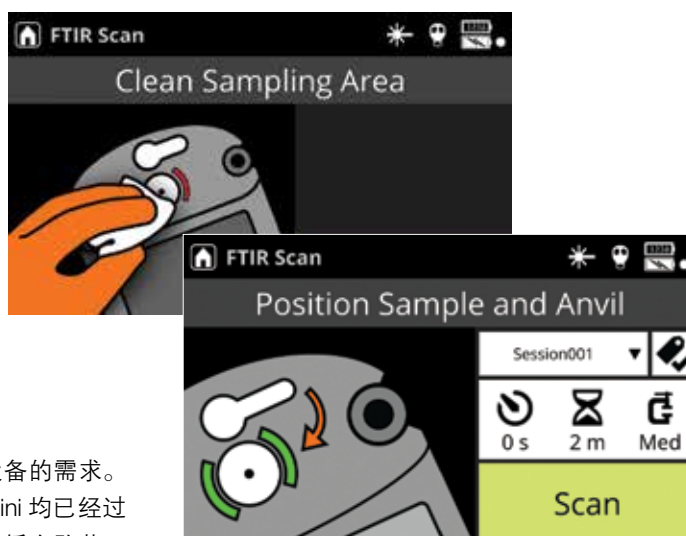 FTIR Scan
Clean Sampling Area
FTIR Scan
Position Sample and Anvil
Session001
0 s 2 m Med
Scan
备的需求。
ini 均已经过